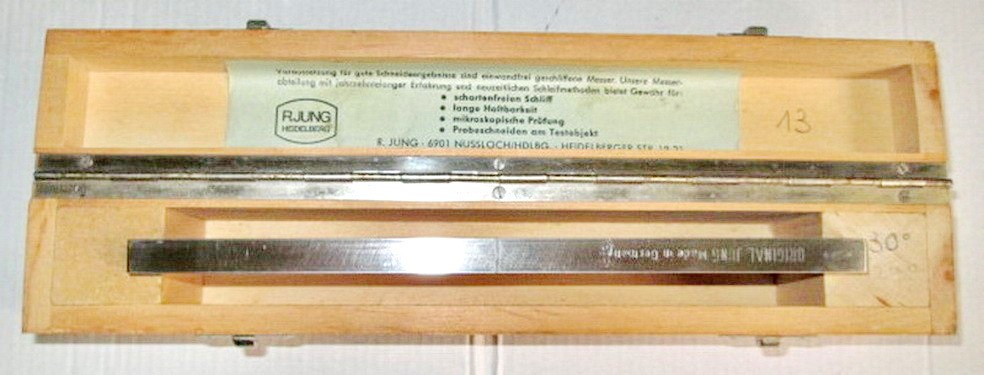 Voraussetzung für gute Schneideergebnisse sind einwandfrei geschliffene Messer. Unsere Messer-
abteilung mit jahrzehntelanger Erfahrung und neuzeitlichen Schleifmethoden bietet Gewähr für:
• schartenfreien Schliff
• lange Haltbarkeit
• mikroskopische Prüfung
• Probeschneiden am Testobjekt
R. JUNG · 6901 NUSSLOCH/HDLBG. · HEIDELBERGER STR.
R.JUNG
HEIDELBERG
13
ORIGINAL JUNG Made in Germany
30°